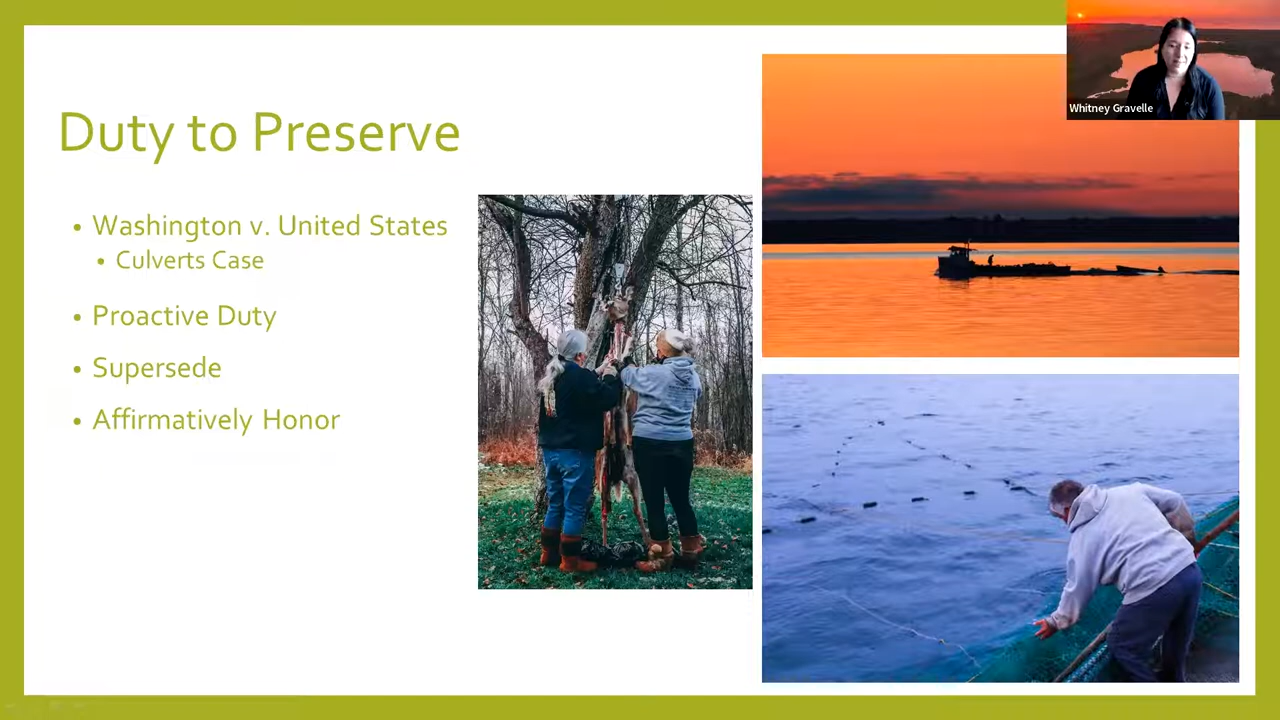 Duty to Preserve
Washington v. United States
Culverts Case
Proactive Duty
Supersede
Affirmatively Honor
Whitney Gravelle